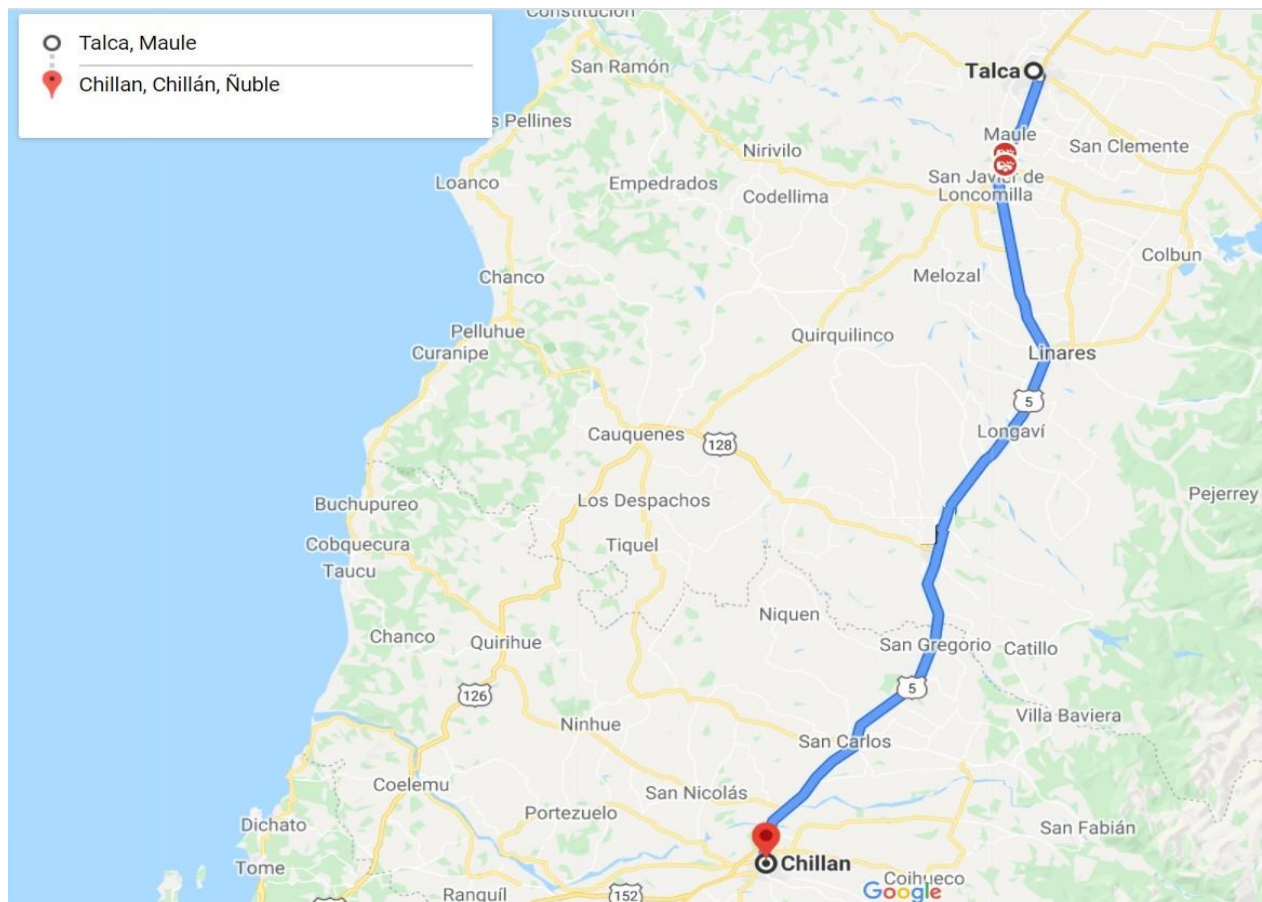 Talca, Maule
Chillan, Chillán, Ñuble
Constitución
San Ramón
Talca
s Pellines
Maule
San Clemente
Nirivilo
Loanco
Empedrados
Codellima
San Javier de
Loncomilla
Colbun
Chanco
Melozal
Pelluhue
Curanipe
Quirquilinco
Linares
5
Cauquenes
128
Longaví
Buchupureo
Los Despachos
Pejerrey
Cobquecura
Taucu
Tiquel
Niquen
Chanco
Quirihue
San Gregorio
Catillo
126
5
Ninhue
Villa Baviera
San Carlos
Coelemu
San Nicolás
Portezuelo
Dichato
San Fabián
Tome
Chillan
Coihueco
Ranquíl
152
Google